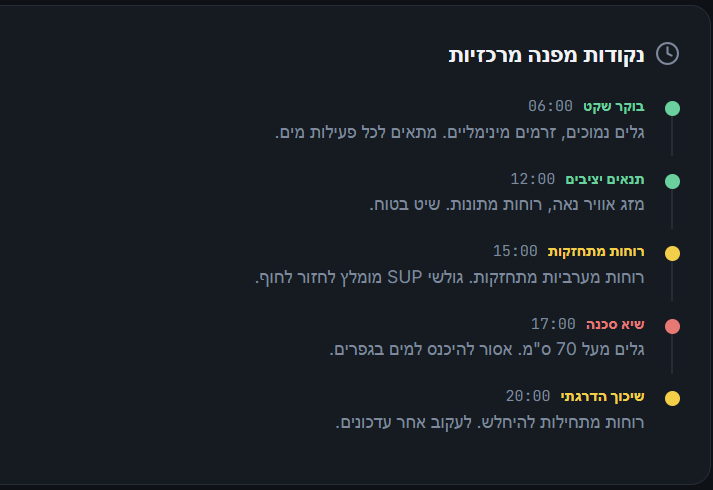 נקודות מפנה מרכזיות
בוקר שקט 06:00
גלים נמוכים, זרמים מינימליים. מתאים לכל פעילות מים.
תנאים יציבים 12:00
מזג אוויר נאה, רוחות מתונות. שיט בטוח.
רוחות מתחזקות 15:00
רוחות מערביות מתחזקות. גולשי SUP מומלץ לחזור לחוף.
שיא סכנה 17:00
גלים מעל 70 ס"מ. אסור להיכנס למים בגפרים.
שיכוך הדרגתי 20:00
רוחות מתחילות להיחלש. לעקוב אחר עדכונים.